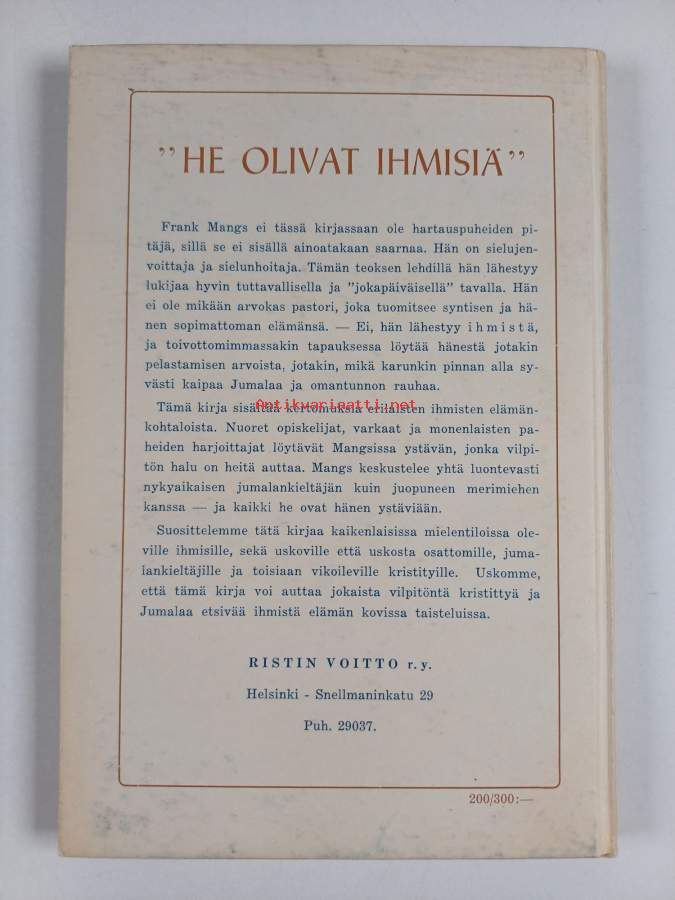 ”HE OLIVAT IHMISIÄ”
Frank Mangs ei tässä kirjassaan ole hartauspuheiden pi-
täjä, sillä se ei sisällä ainoatakaan saarnaa. Hän on sielujen-
voittaja ja sielunhoitaja. Tämän teoksen lehdillä hän lähestyy
lukijaa hyvin tuttavallisella ja ”jokapäiväisellä” tavalla. Hän
ei ole mikään arvokas pastori, joka tuomitsee syntisen ja hä-
nen sopimattoman elämänsä. — Ei, hän lähestyy ihmistä,
ja toivottomimmassakin tapauksessa löytää hänestä jotakin
pelastamisen arvoista, jotakin, mikä karunkin pinnan alla sy-
västi kaipaa Jumalaa ja omantunnon rauhaa.
Antikvariaatti.net
Tämä kirja sisältää kertomuksia erilaisten ihmisten elämän-
kohtaloista. Nuoret opiskelijat, varkaat ja monenlaisten pa-
heiden harjoittajat löytävät Mangsissa ystävän, jonka vilpi-
tön halu on heitä auttaa. Mangs keskustelee yhtä luontevasti
nykyaikaisen jumalankieltäjän kuin juopuneen merimiehen
kanssa — ja kaikki he ovat hänen ystäviään.
Suosittelemme tätä kirjaa kaikenlaisissa mielentiloissa ole-
ville ihmisille, sekä uskoville että uskosta osattomille, juma-
lankieltäjille ja toisiaan vikoileville kristityille. Uskomme,
että tämä kirja voi auttaa jokaista vilpitöntä kristittyä ja
Jumalaa etsivää ihmistä elämän kovissa taisteluissa.
RISTIN VOITTO r. y.
Helsinki - Snellmaninkatu 29
Puh. 29037.
200/300:—